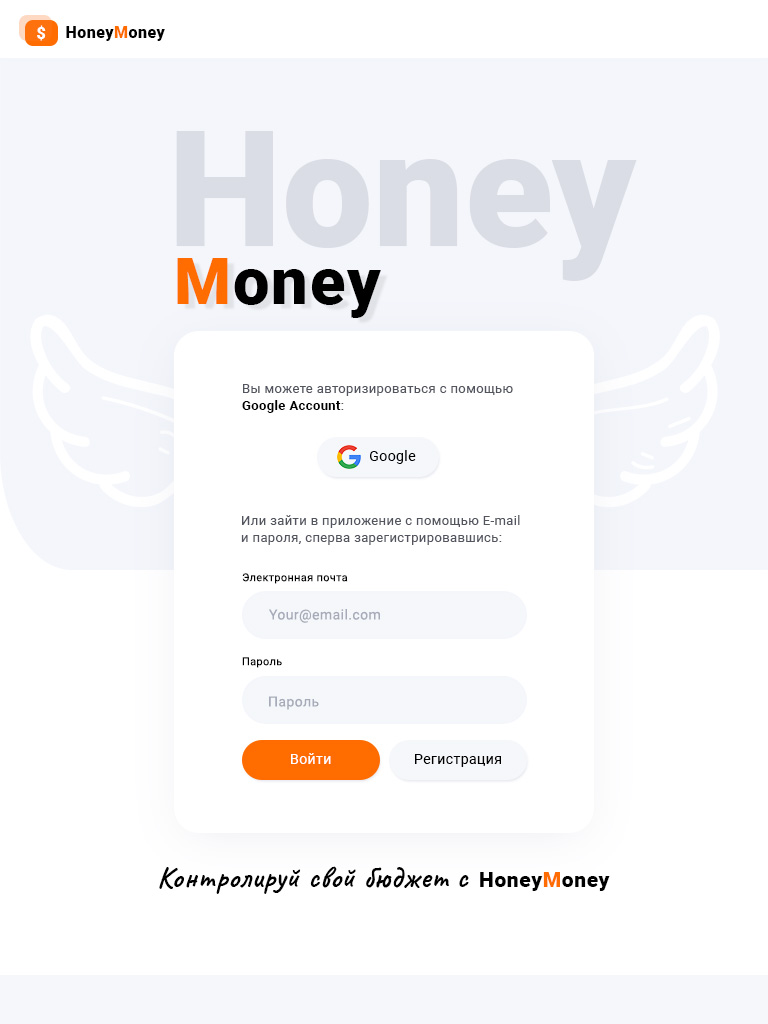 $ HoneyMoney
Honey
Money
Вы можете авторизироваться с помощью
Google Account:
Google
Или зайти в приложение с помощью E-mail
и пароля, сперва зарегистрировавшись:
Электронная почта
Your@email.com
Пароль
Пароль
Войти Регистрация
Контролируй свой бюджет с HoneyMoney